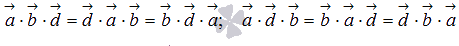 a⃗ · b⃗ · d⃗ = d⃗ · a⃗ · b⃗ = b⃗ · d⃗ · a⃗; a⃗ · d⃗ · b⃗ = b⃗ · a⃗ · d⃗ = d⃗ · b⃗ · a⃗